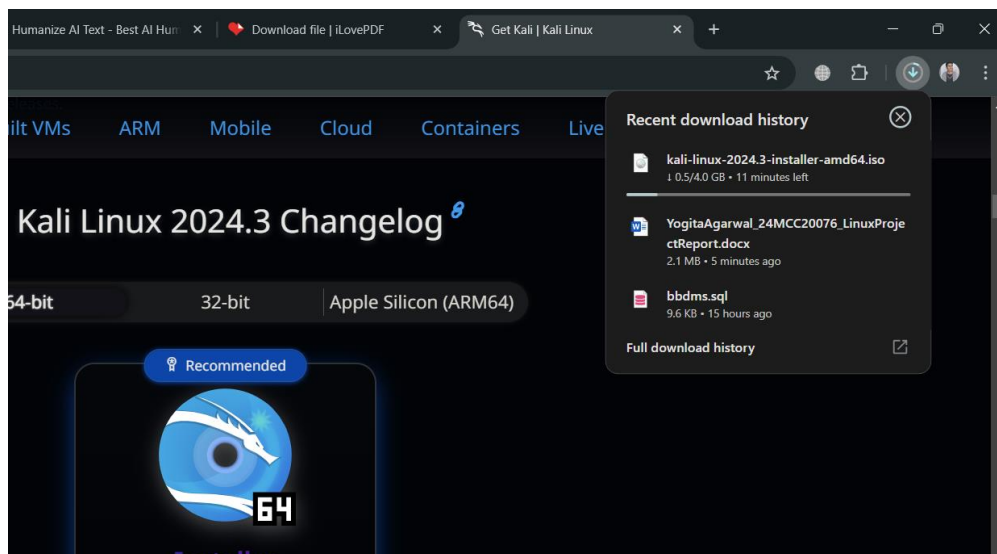 Humanize AI Text - Best AI Hum
Download file | iLovePDF
Get Kali | Kali Linux
ilt VMs ARM Mobile Cloud Containers Live
Recent download history
kali-linux-2024.3-installer-amd64.iso
↓ 0.5/4.0 GB • 11 minutes left
YogitaAgarwal_24MCC20076_LinuxProje
ctReport.docx
2.1 MB • 5 minutes ago
bbdms.sql
9.6 KB • 15 hours ago
Full download history
Kali Linux 2024.3 Changelog
64-bit 32-bit Apple Silicon (ARM64)
Recommended
64